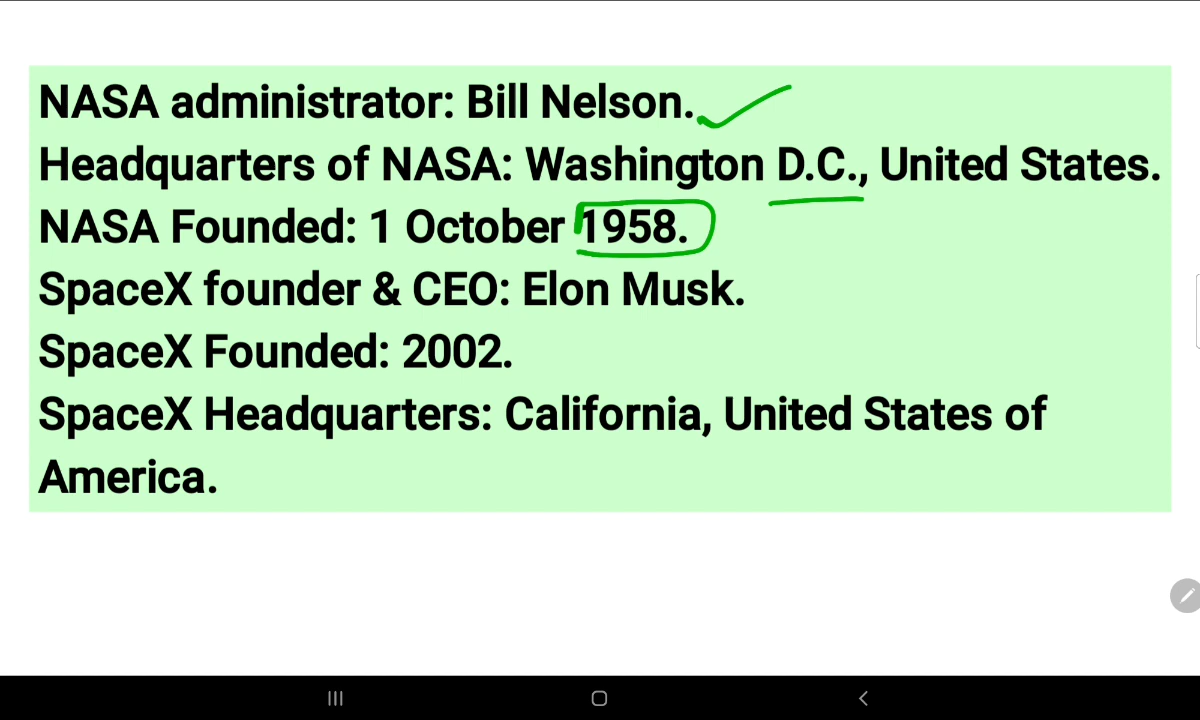 NASA administrator: Bill Nelson.
Headquarters of NASA: Washington D.C., United States.
NASA Founded: 1 October 1958.
SpaceX founder & CEO: Elon Musk.
SpaceX Founded: 2002.
SpaceX Headquarters: California, United States of
America.